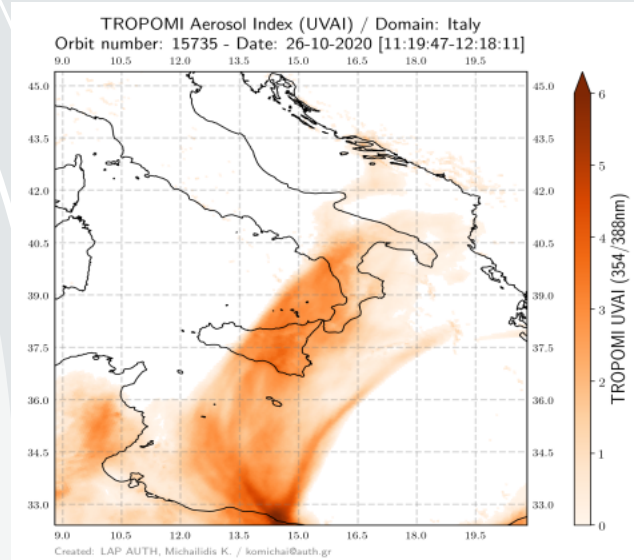 TROPOMI Aerosol Index (UVAI) / Domain: Italy
Orbit number: 15735 - Date: 26-10-2020 [11:19:47-12:18:11]
9.0 10.5 12.0 13.5 15.0 16.5 18.0 19.5
45.0 45.0
43.5 43.5
42.0 42.0
40.5 40.5
39.0 39.0
37.5 37.5
36.0 36.0
34.5 34.5
33.0 33.0
9.0 10.5 12.0 13.5 15.0 16.5 18.0 19.5
6
5
4
3
2
1
0
TROPOMI UVAI (354/388nm)
Created: LAP AUTH, Michailidis K. / komichai@auth.gr